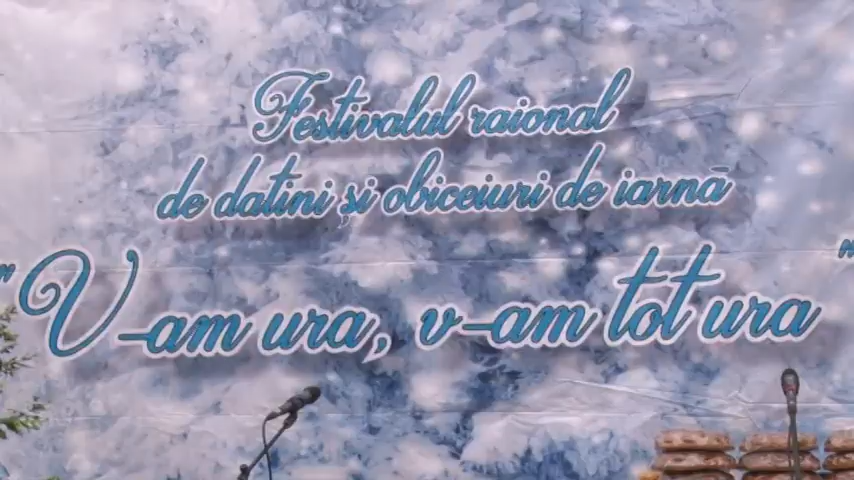 Festivalul raional
de datini și obiceiuri de iarnă
"V-am ura, v-am tot ura"